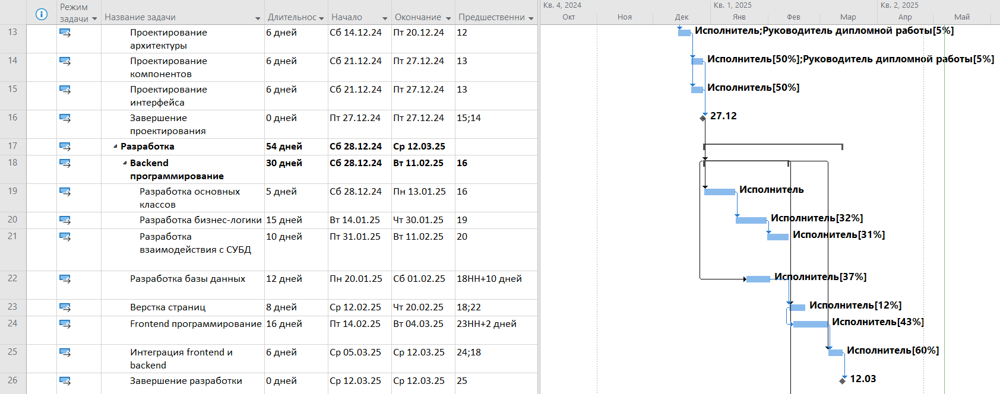 Режим задачи Название задачи Длительнос Начало Окончание Предшественни
Кв. 4, 2024 Кв. 1, 2025 Кв. 2, 2025
Окт Ноя Дек Янв Фев Мар Апр Май
13 Проектирование архитектуры 6 дней Сб 14.12.24 Пт 20.12.24 12 Исполнитель;Руководитель дипломной работы[5%]
14 Проектирование компонентов 6 дней Сб 21.12.24 Пт 27.12.24 13 Исполнитель[50%];Руководитель дипломной работы[5%]
15 Проектирование интерфейса 6 дней Сб 21.12.24 Пт 27.12.24 13 Исполнитель[50%]
16 Завершение проектирования 0 дней Пт 27.12.24 Пт 27.12.24 15;14 27.12
17 Разработка 54 дней Сб 28.12.24 Ср 12.03.25
18 Backend программирование 30 дней Сб 28.12.24 Вт 11.02.25 16
19 Разработка основных классов 5 дней Сб 28.12.24 Пн 13.01.25 16 Исполнитель
20 Разработка бизнес-логики 15 дней Вт 14.01.25 Чт 30.01.25 19 Исполнитель[32%]
21 Разработка взаимодействия с СУБД 10 дней Пт 31.01.25 Вт 11.02.25 20 Исполнитель[31%]
22 Разработка базы данных 12 дней Пн 20.01.25 Сб 01.02.25 18НН+10 дней Исполнитель[37%]
23 Верстка страниц 8 дней Ср 12.02.25 Чт 20.02.25 18;22 Исполнитель[12%]
24 Frontend программирование 16 дней Пт 14.02.25 Вт 04.03.25 23НН+2 дней Исполнитель[43%]
25 Интеграция frontend и backend 6 дней Ср 05.03.25 Ср 12.03.25 24;18 Исполнитель[60%]
26 Завершение разработки 0 дней Ср 12.03.25 Ср 12.03.25 25 12.03